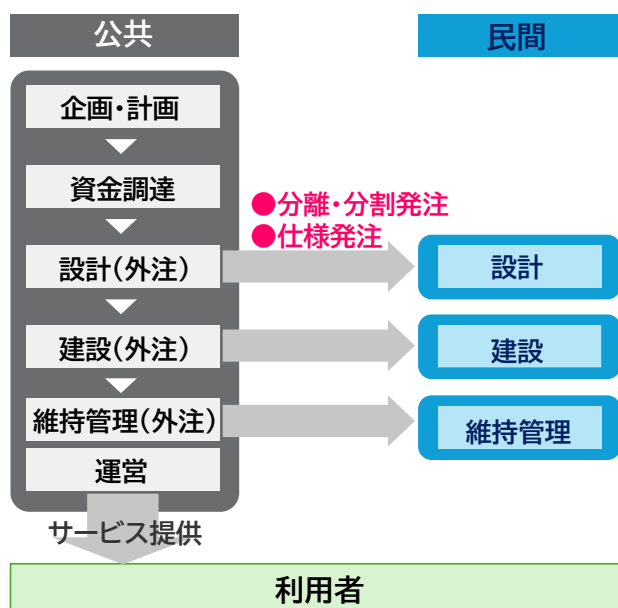 公共
民間
企画・計画
資金調達
●分離・分割発注
●仕様発注
設計(外注)
設計
建設(外注)
建設
維持管理(外注)
維持管理
運営
サービス提供
利用者